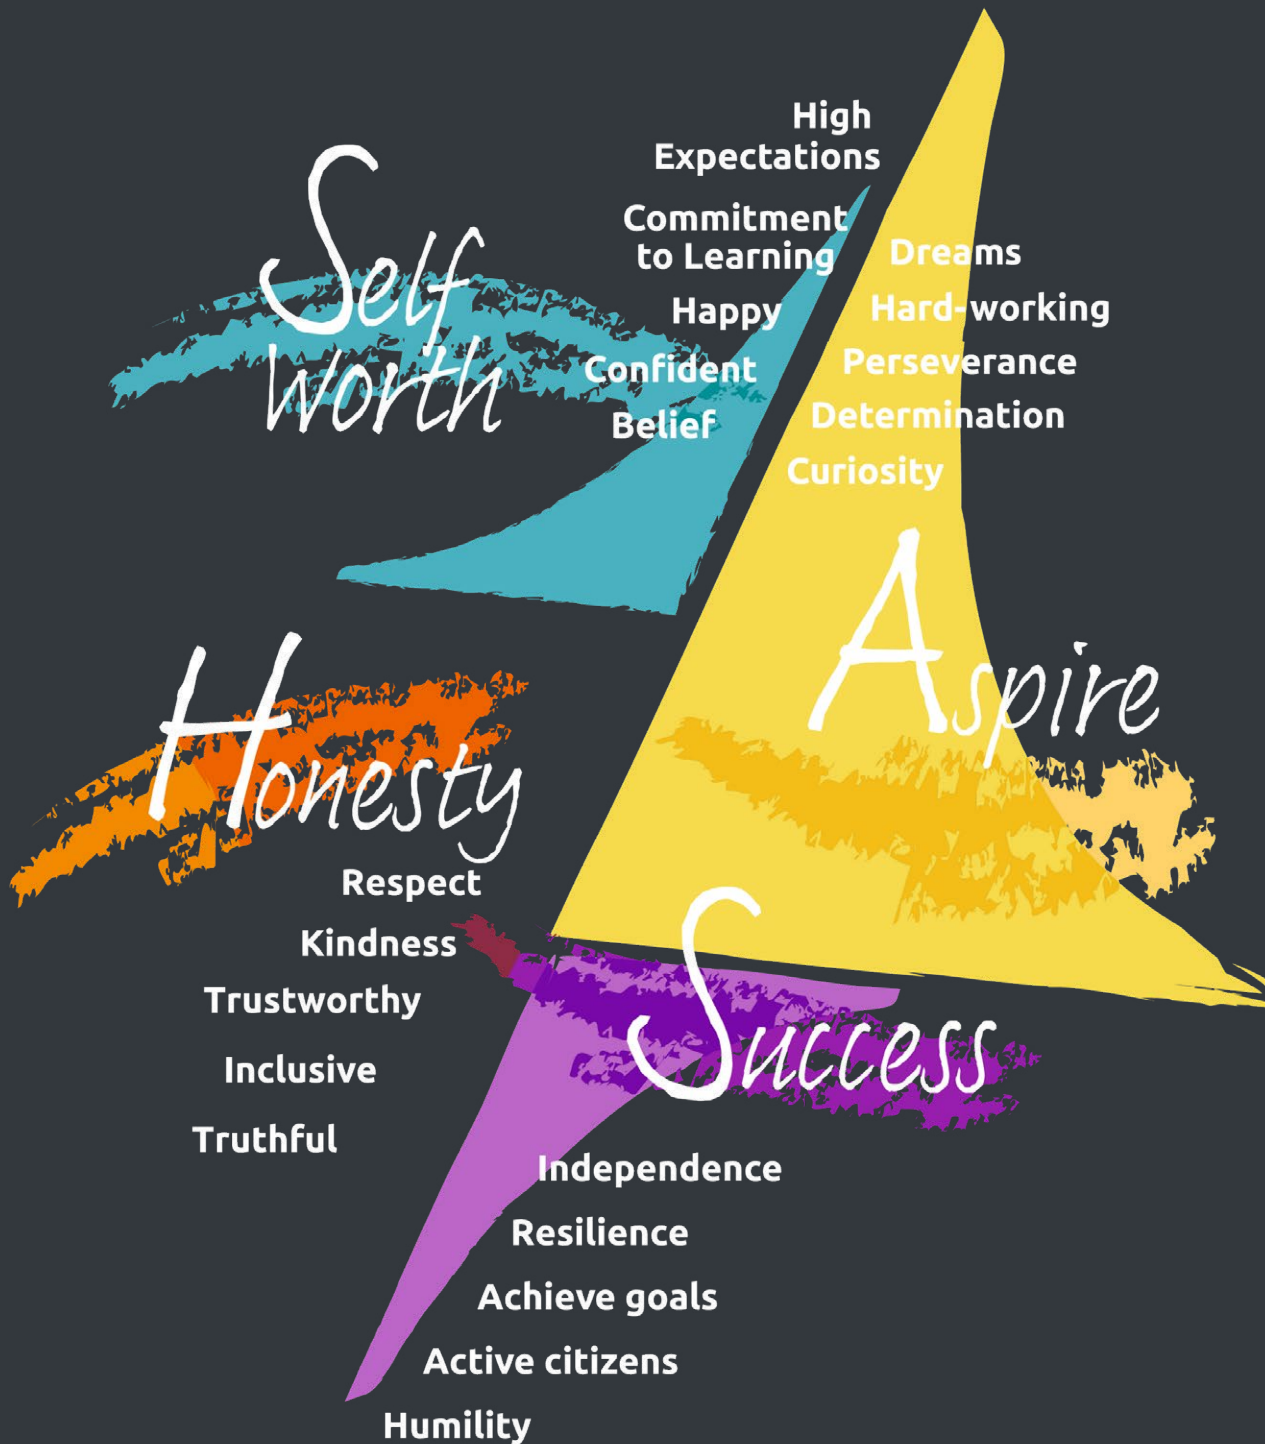 Self
Worth
High
Expectations
Commitment
to Learning
Happy
Confident
Belief
Dreams
Hard-working
Perseverance
Determination
Curiosity
Aspire
Honesty
Respect
Kindness
Trustworthy
Inclusive
Truthful
Success
Independence
Resilience
Achieve goals
Active citizens
Humility